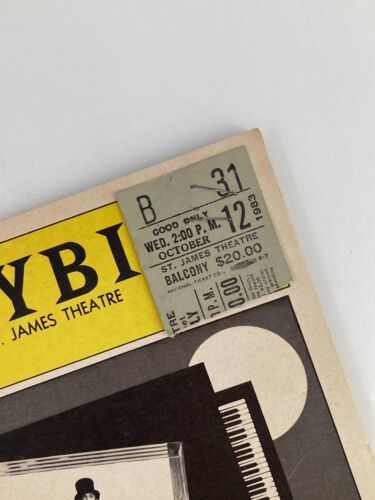 B 31
GOOD ONLY
WED. 2:00 P. M.
OCTOBER 12
1983
ST. JAMES THEATRE
BALCONY $20.00
NATIONAL TICKET CO.,
S-7
YBI
. JAMES THEATRE